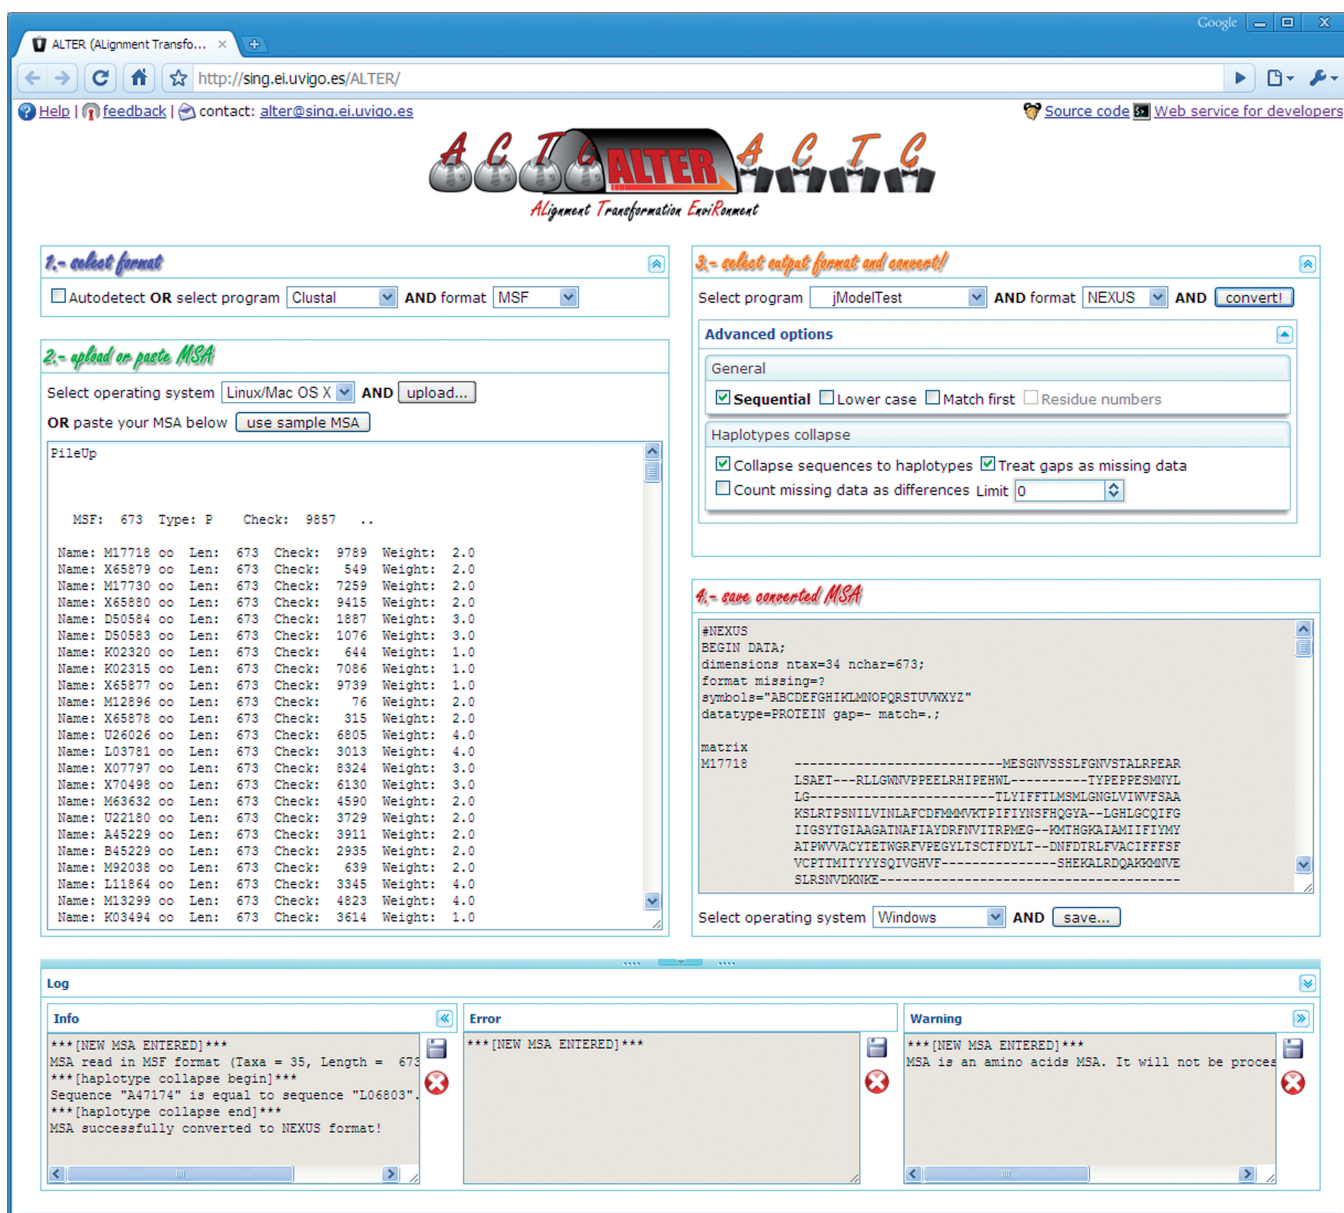 Google
ALTER (ALignment Transfo...
http://sing.ei.uvigo.es/ALTER/
Help | feedback | contact: alter@sing.ei.uvigo.es
Source code Web service for developers
A C T G ALTER A C T G
ALignment Transformation EnviRonment
1.- select format
Autodetect OR select program Clustal AND format MSF
2.- upload or paste MSA
Select operating system Linux/Mac OS X AND upload...
OR paste your MSA below use sample MSA
PileUp
MSF: 673 Type: P Check: 9857 ..
Name: M17718 oo Len: 673 Check: 9789 Weight: 2.0
Name: X65879 oo Len: 673 Check: 549 Weight: 2.0
Name: M17730 oo Len: 673 Check: 7259 Weight: 2.0
Name: X65880 oo Len: 673 Check: 9415 Weight: 2.0
Name: D50584 oo Len: 673 Check: 1887 Weight: 3.0
Name: D50583 oo Len: 673 Check: 1076 Weight: 3.0
Name: K02320 oo Len: 673 Check: 644 Weight: 1.0
Name: K02315 oo Len: 673 Check: 7086 Weight: 1.0
Name: X65877 oo Len: 673 Check: 9739 Weight: 1.0
Name: M12896 oo Len: 673 Check: 76 Weight: 2.0
Name: X65878 oo Len: 673 Check: 315 Weight: 2.0
Name: U26026 oo Len: 673 Check: 6805 Weight: 4.0
Name: L03781 oo Len: 673 Check: 3013 Weight: 4.0
Name: X07797 oo Len: 673 Check: 8324 Weight: 3.0
Name: X70498 oo Len: 673 Check: 6130 Weight: 3.0
Name: M63632 oo Len: 673 Check: 4590 Weight: 2.0
Name: U22180 oo Len: 673 Check: 3729 Weight: 2.0
Name: A45229 oo Len: 673 Check: 3911 Weight: 2.0
Name: B45229 oo Len: 673 Check: 2935 Weight: 2.0
Name: M92038 oo Len: 673 Check: 639 Weight: 2.0
Name: L11864 oo Len: 673 Check: 3345 Weight: 4.0
Name: M13299 oo Len: 673 Check: 4823 Weight: 4.0
Name: K03494 oo Len: 673 Check: 3614 Weight: 1.0
3.- select output format and convert!
Select program jModelTest AND format NEXUS AND convert!
Advanced options
General
Sequential Lower case Match first Residue numbers
Haplotypes collapse
Collapse sequences to haplotypes Treat gaps as missing data
Count missing data as differences Limit 0
4.- save converted MSA
#NEXUS
BEGIN DATA;
dimensions ntax=34 nchar=673;
format missing=?
symbols="ABCDEFGHIKLMNOPQRSTUVWXYZ"
datatype=PROTEIN gap=- match=.;
matrix
M17718 ---------------------------MESGNVSSSLFGNVSTALRPEAR
LSAET---RLLGWNVPPEELRHIPEHWL----------TYPEPPESMNYL
LG------------------------TLYIFFTLMSMLGNGLVIWVFSAA
KSLRTPSNILVINLAFCDFMMMVKTPIFIYNSFHQGYA--LGHLGCQIFG
IIGSYTGIAAGATNAFIAYDRFNVITRPMEG--KMTHGKAIAMIIFIYMY
ATPWVVACYTETWGRFVPEGYLTSCTFDYLT--DNFDTRLFVACIFFFSF
VCPTTMITYYYSQIVGHVF---------------SHEKALRDQAKKMNVE
SLRSNVDKNKE---------------------------------------
Select operating system Windows AND save...
Log
Info
***[NEW MSA ENTERED]***
MSA read in MSF format (Taxa = 35, Length = 673
***[haplotype collapse begin]***
Sequence "A47174" is equal to sequence "L06803".
***[haplotype collapse end]***
MSA successfully converted to NEXUS format!
Error
***[NEW MSA ENTERED]***
Warning
***[NEW MSA ENTERED]***
MSA is an amino acids MSA. It will not be proces